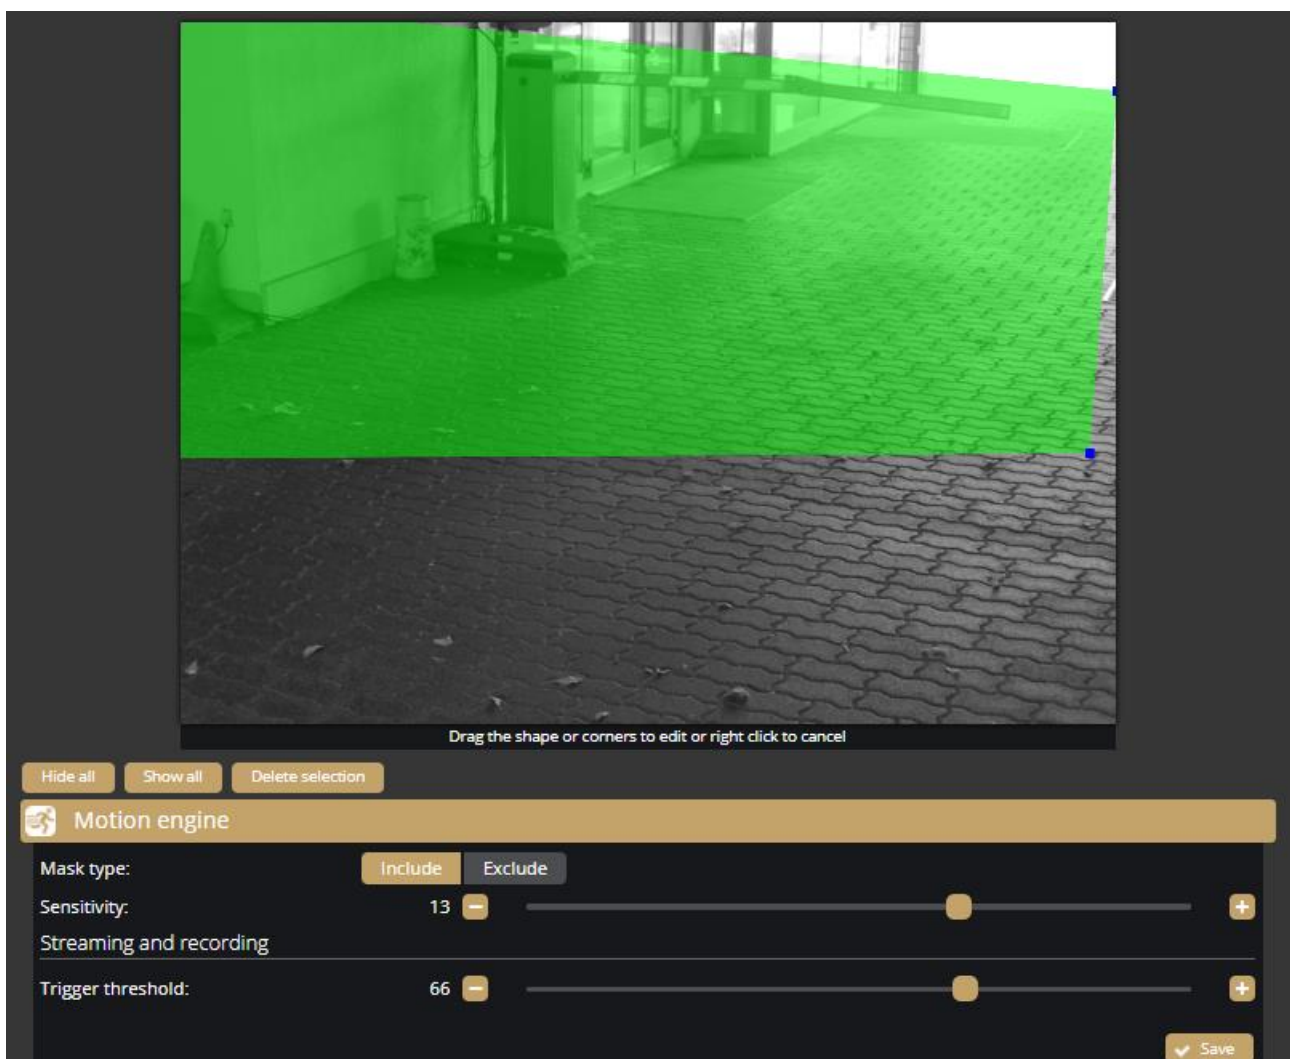 Drag the shape or corners to edit or right click to cancel
Hide all Show all Delete selection
Motion engine
Mask type: Include Exclude
Sensitivity: 13
Streaming and recording
Trigger threshold: 66
Save